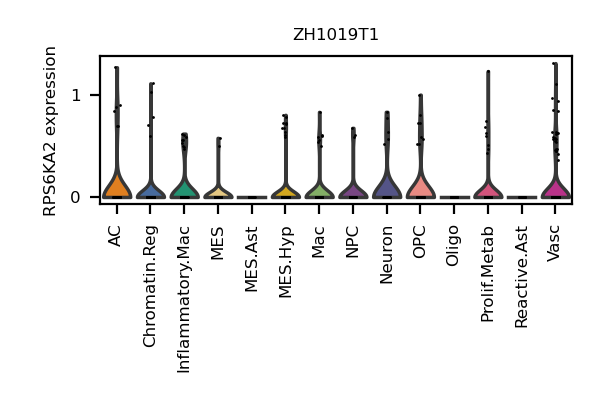 ZH1019T1
RPS6KA2 expression
1
0
AC
Chromatin.Reg
Inflammatory.Mac
MES
MES.Ast
MES.Hyp
Mac
NPC
Neuron
OPC
Oligo
Prolif.Metab
Reactive.Ast
Vasc